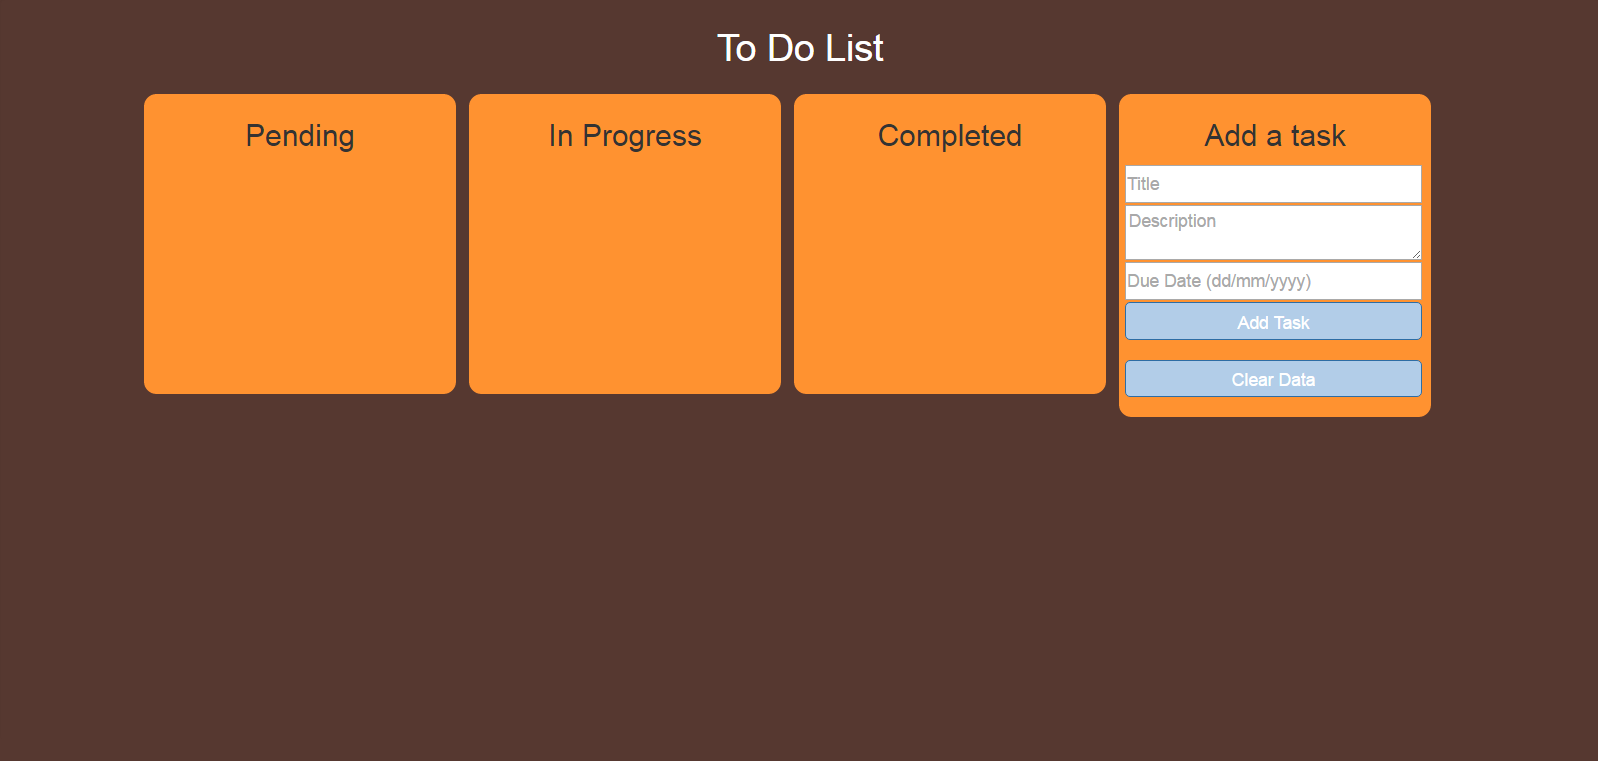 To Do List
Pending
In Progress
Completed
Add a task
Title
Description
Due Date (dd/mm/yyyy)
Add Task
Clear Data